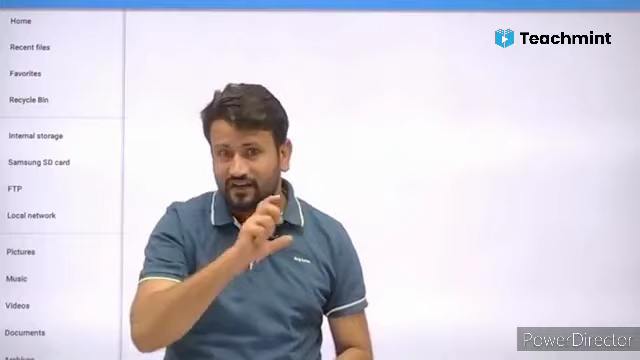 Home
Recent files
Favorites
Recycle Bin
Internal storage
Samsung SD card
FTP
Local network
Pictures
Music
Videos
Documents
Archives
Teachmint
PowerDirector